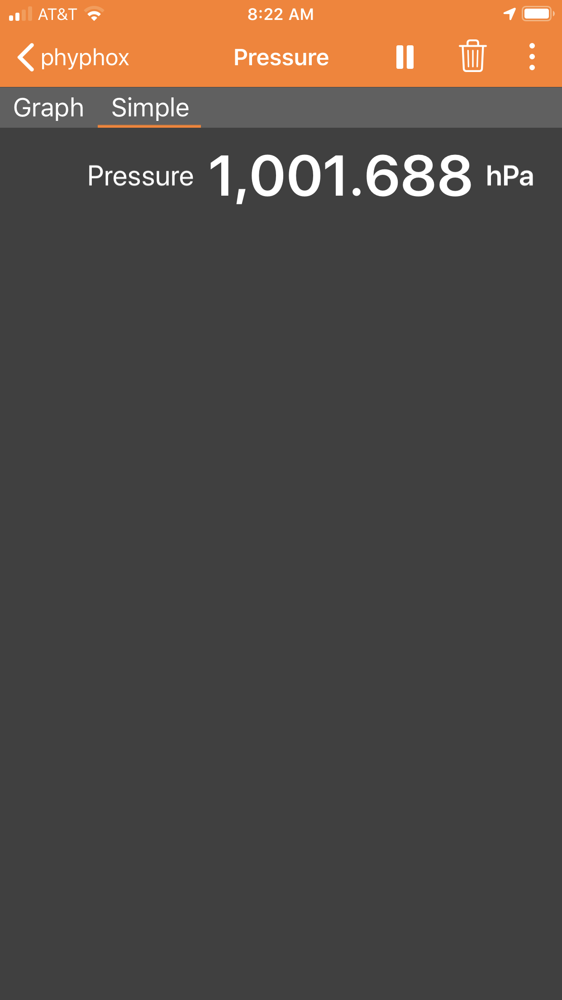 AT&T 8:22 AM
phyphox Pressure
Graph Simple
Pressure 1,001.688 hPa